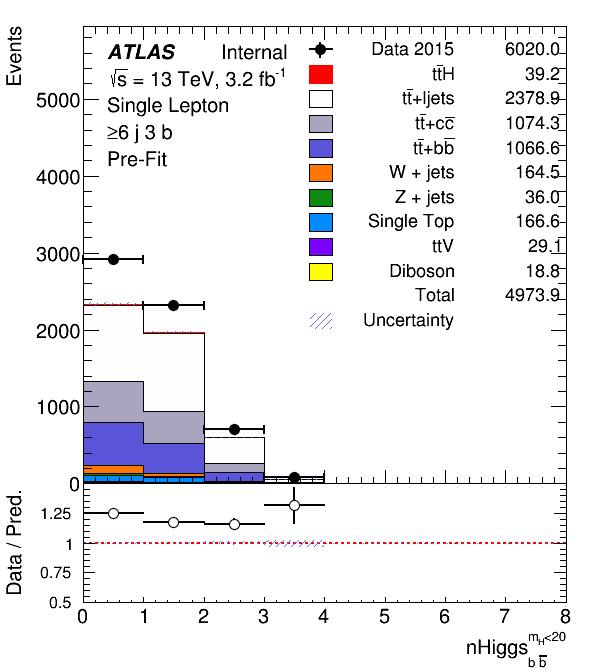 Events
ATLAS Internal
√s = 13 TeV, 3.2 fb⁻¹
Single Lepton
≥6 j 3 b
Pre-Fit
Data 2015 6020.0
tt̄H 39.2
tt̄+ljets 2378.9
tt̄+cc̄ 1074.3
tt̄+bb̄ 1066.6
W + jets 164.5
Z + jets 36.0
Single Top 166.6
ttV 29.1
Diboson 18.8
Total 4973.9
Uncertainty
5000
4000
3000
2000
1000
0
Data / Pred.
1.25
1
0.75
0.5
0 1 2 3 4 5 6 7 8
nHiggs m_H<20 b b̄